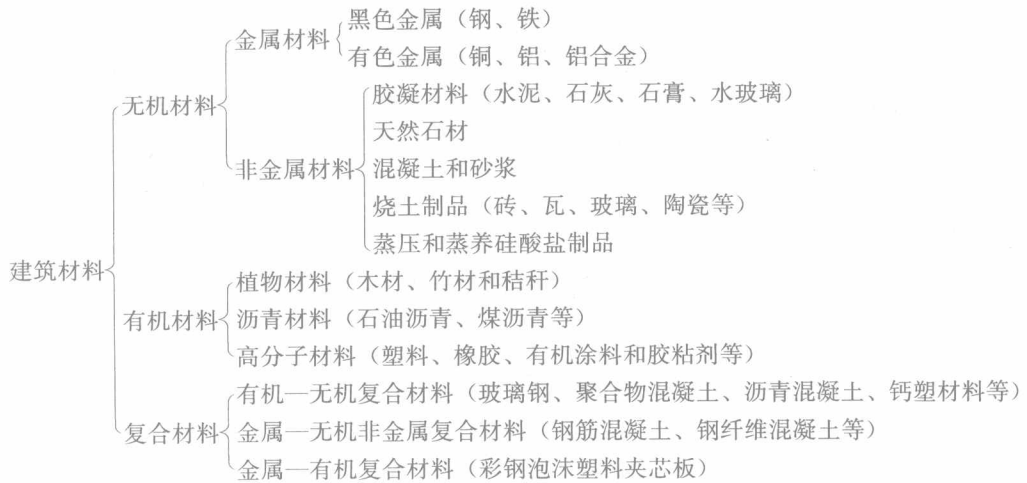 黑色金属（钢、铁）
金属材料
有色金属（铜、铝、铝合金）
胶凝材料（水泥、石灰、石膏、水玻璃）
无机材料
天然石材
非金属材料
混凝土和砂浆
烧土制品（砖、瓦、玻璃、陶瓷等）
蒸压和蒸养硅酸盐制品
建筑材料
植物材料（木材、竹材和秸秆）
有机材料
沥青材料（石油沥青、煤沥青等）
高分子材料（塑料、橡胶、有机涂料和胶粘剂等）
有机—无机复合材料（玻璃钢、聚合物混凝土、沥青混凝土、钙塑材料等）
复合材料
金属—无机非金属复合材料（钢筋混凝土、钢纤维混凝土等）
金属—有机复合材料（彩钢泡沫塑料夹芯板）